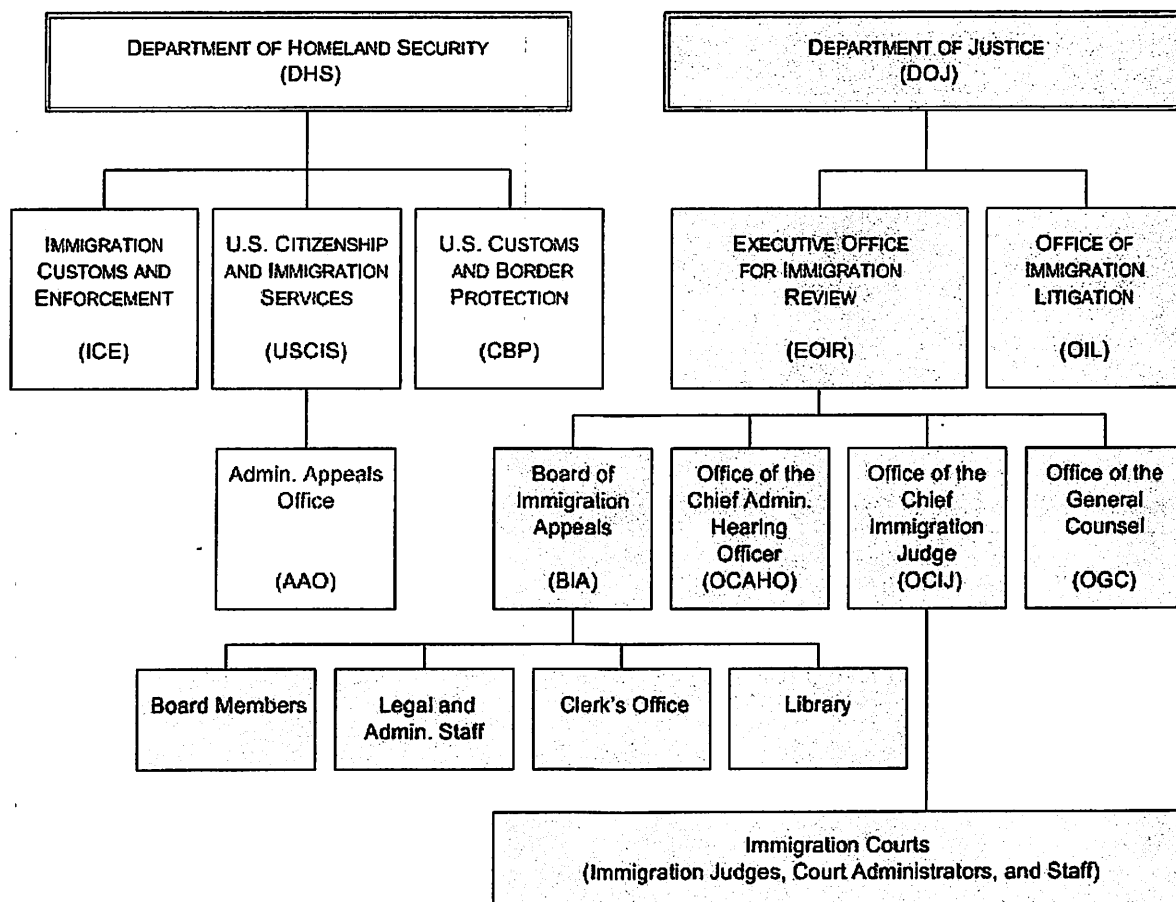 DEPARTMENT OF HOMELAND SECURITY
(DHS)
DEPARTMENT OF JUSTICE
(DOJ)
IMMIGRATION
CUSTOMS AND
ENFORCEMENT
(ICE)
U.S. CITIZENSHIP
AND IMMIGRATION
SERVICES
(USCIS)
U.S. CUSTOMS
AND BORDER
PROTECTION
(CBP)
EXECUTIVE OFFICE
FOR IMMIGRATION
REVIEW
(EOIR)
OFFICE OF
IMMIGRATION
LITIGATION
(OIL)
Admin. Appeals
Office
(AAO)
Board of
Immigration
Appeals
(BIA)
Office of the
Chief Admin.
Hearing
Officer
(OCAHO)
Office of the
Chief
Immigration
Judge
(OCIJ)
Office of the
General
Counsel
(OGC)
Board Members
Legal and
Admin. Staff
Clerk's Office
Library
Immigration Courts
(Immigration Judges, Court Administrators, and Staff)